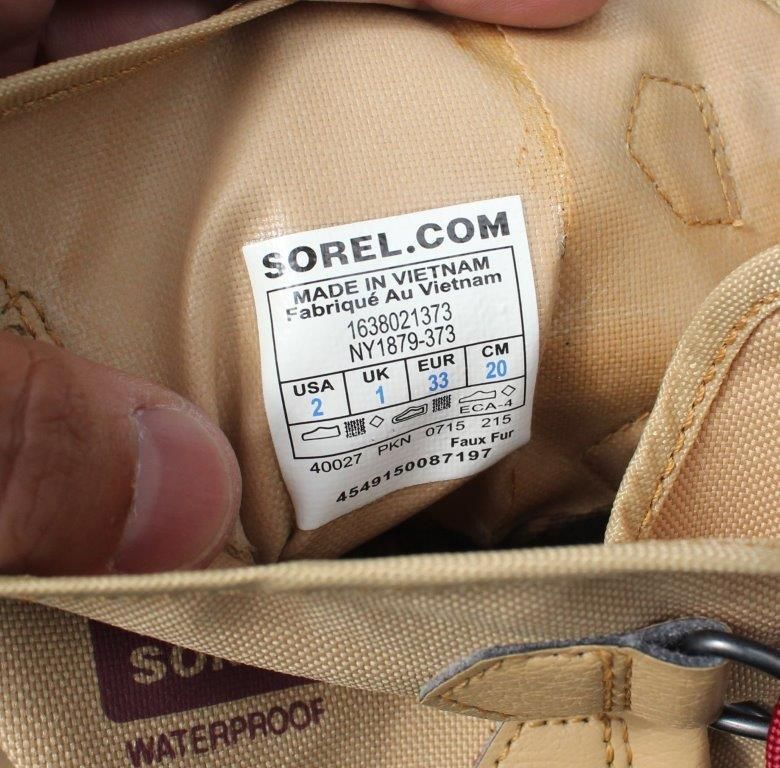 SOREL.COM
MADE IN VIETNAM
Fabriqué Au Vietnam
1638021373
NY1879-373
USA UK EUR CM
2 1 33 20
ECA-4
40027 PKN 0715 215
Faux Fur
4549150087197
WATERPROOF